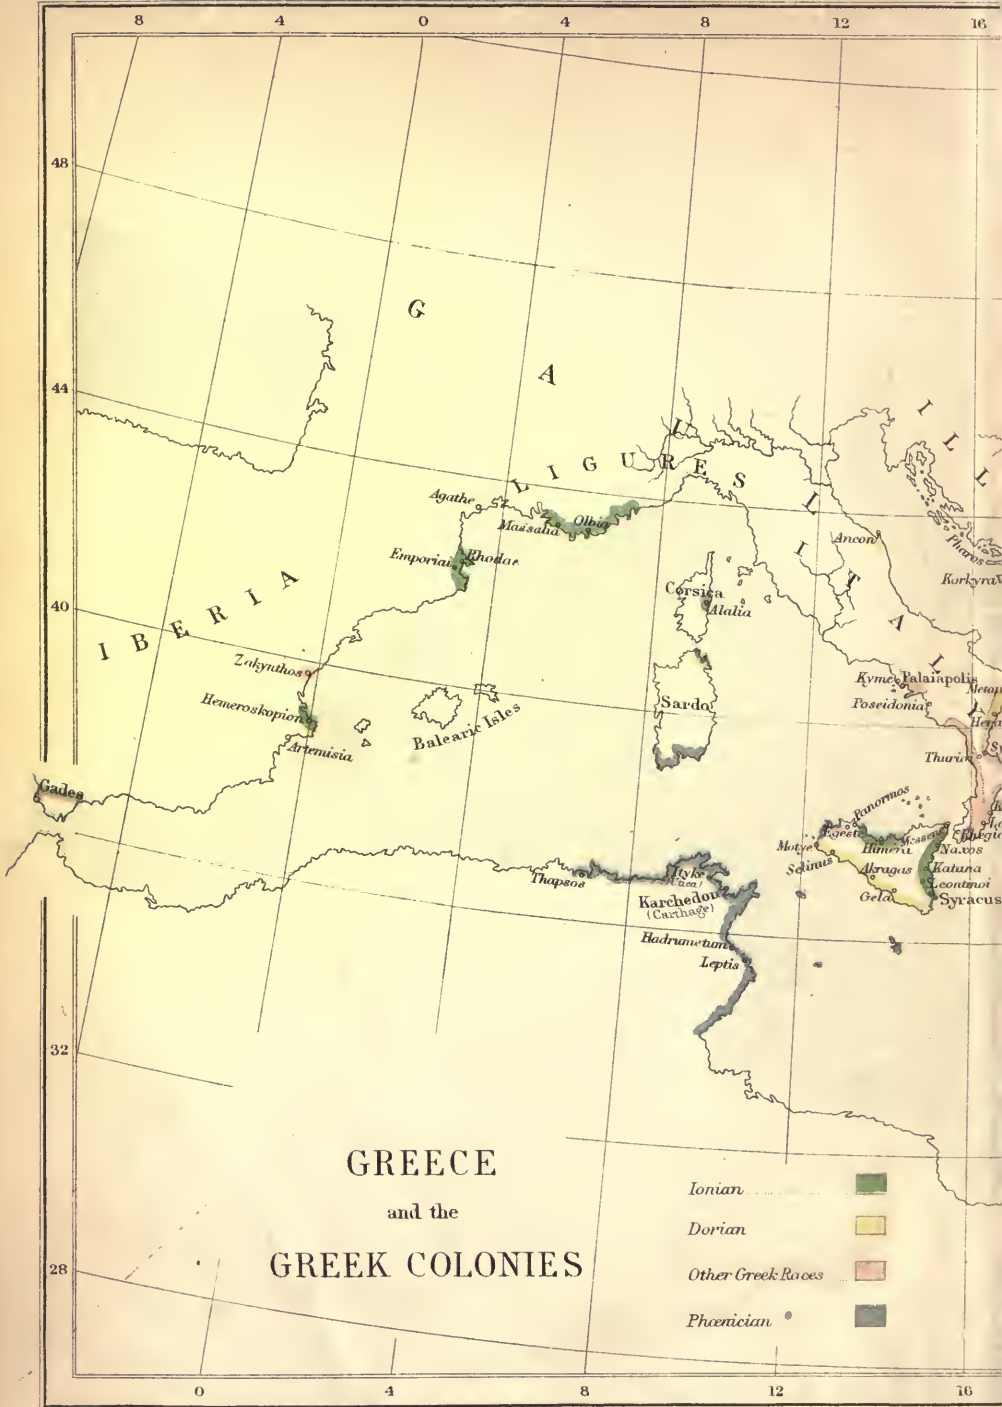 8 4 0 4 8 12 16
48
G
A
U
L
44
I
L
L
LIGURES
Agathe
Massalia
Olbia
Ancon
Pharos
Emporiai
Rhodae
Korkyra
IBERIA
Corsica
Alalia
I
T
A
L
40
Zakynthos
Kyme
Palaiapolis
Poseidonia
Hemeroskopion
Sardo
Balearic Isles
Artemisia
Thurioi
Gades
Panormos
Egest
Motye
Himera
Naxos
Selinus
Akragas
Katana
Leontinoi
Thapsos
Ityke
(Utica)
Karchedon
(Carthage)
Gela
Syracus
Hadrumetum
Leptis
32
GREECE
and the
GREEK COLONIES
Ionian
Dorian
Other Greek Races
Phœnician
28
0 4 8 12 16